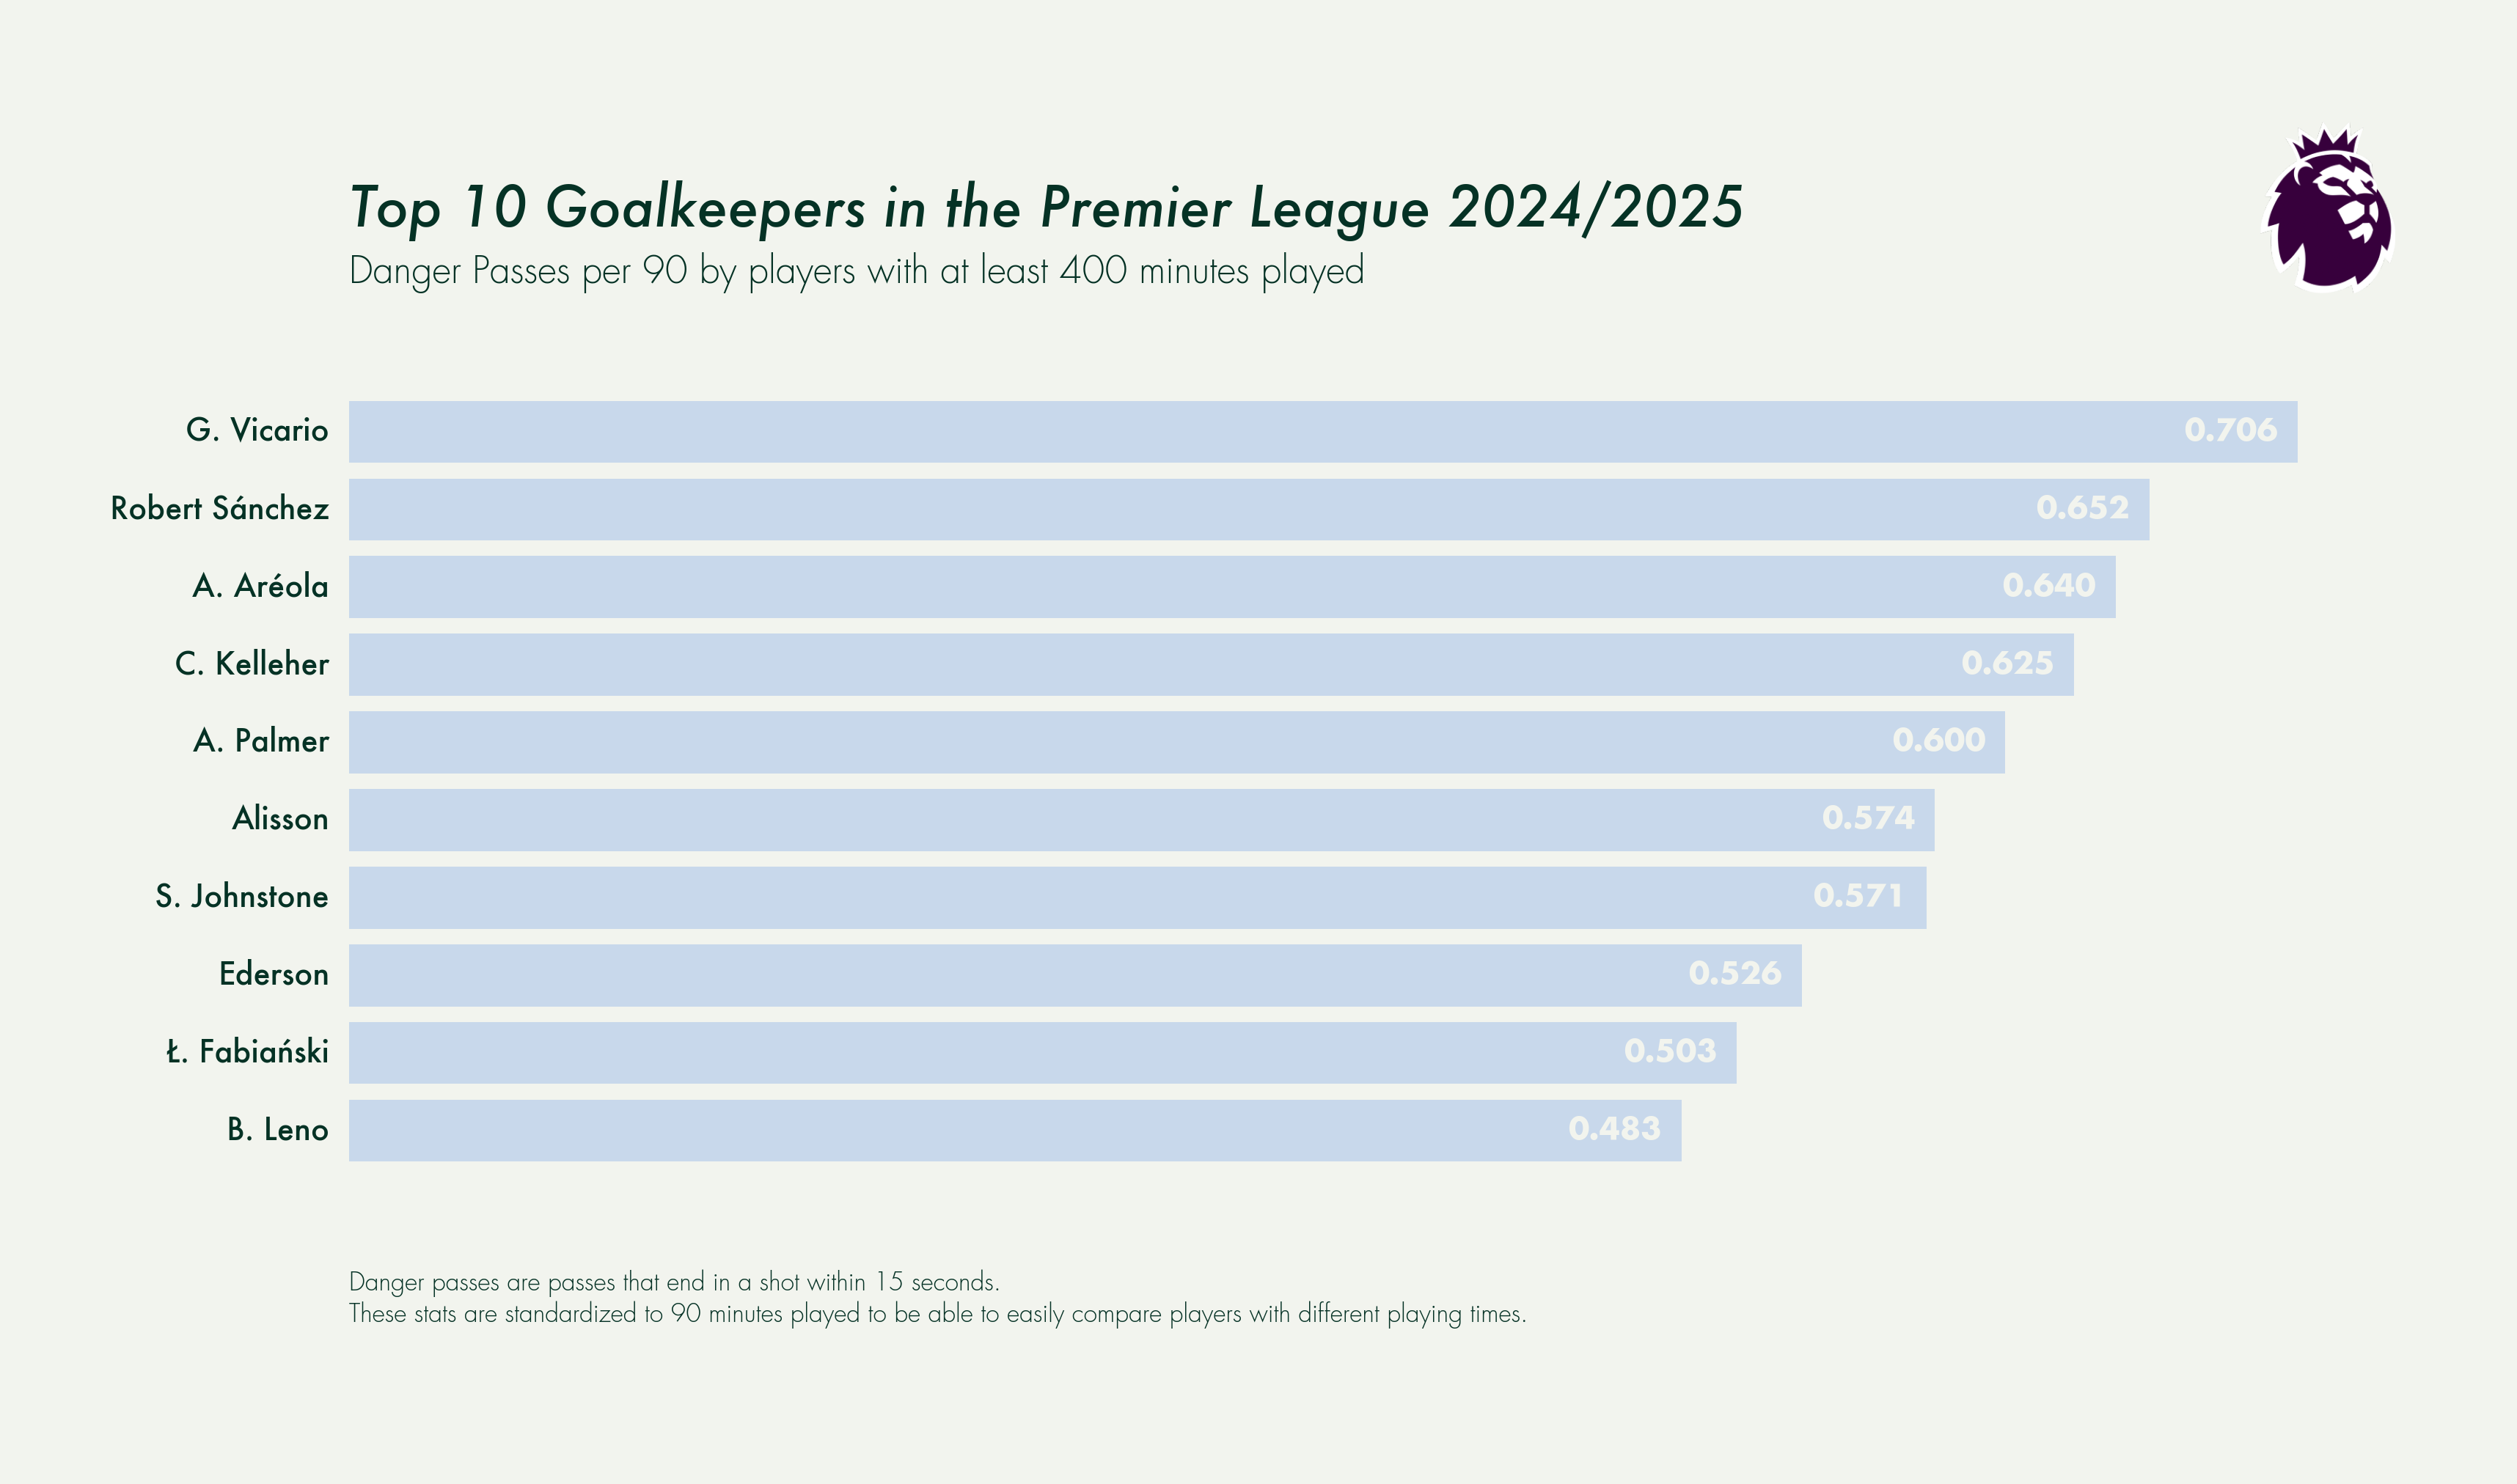 Top 10 Goalkeepers in the Premier League 2024/2025
Danger Passes per 90 by players with at least 400 minutes played
G. Vicario 0.706
Robert Sánchez 0.652
A. Aréola 0.640
C. Kelleher 0.625
A. Palmer 0.600
Alisson 0.574
S. Johnstone 0.571
Ederson 0.526
Ł. Fabiański 0.503
B. Leno 0.483
Danger passes are passes that end in a shot within 15 seconds.
These stats are standardized to 90 minutes played to be able to easily compare players with different playing times.